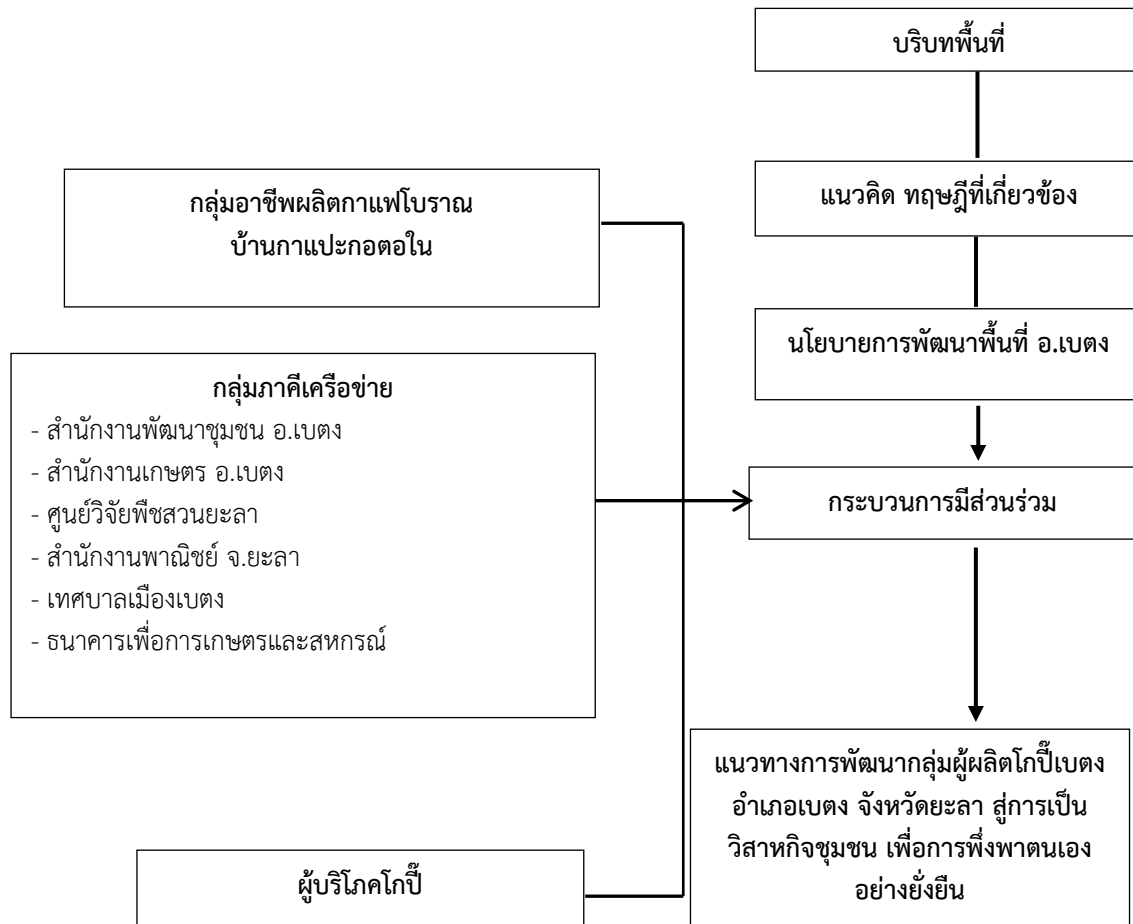 บริบทพื้นที่
แนวคิด ทฤษฎีที่เกี่ยวข้อง
กลุ่มอาชีพผลิตกาแฟโบราณ
บ้านกาแปะกอตอใน
นโยบายการพัฒนาพื้นที่ อ.เบตง
กลุ่มภาคีเครือข่าย
- สำนักงานพัฒนาชุมชน อ.เบตง
- สำนักงานเกษตร อ.เบตง
- ศูนย์วิจัยพืชสวนยะลา
- สำนักงานพาณิชย์ จ.ยะลา
- เทศบาลเมืองเบตง
- ธนาคารเพื่อการเกษตรและสหกรณ์
กระบวนการมีส่วนร่วม
แนวทางการพัฒนากลุ่มผู้ผลิตโกปี๊เบตง
อำเภอเบตง จังหวัดยะลา สู่การเป็น
วิสาหกิจชุมชน เพื่อการพึ่งพาตนเอง
อย่างยั่งยืน
ผู้บริโภคโกปี๊